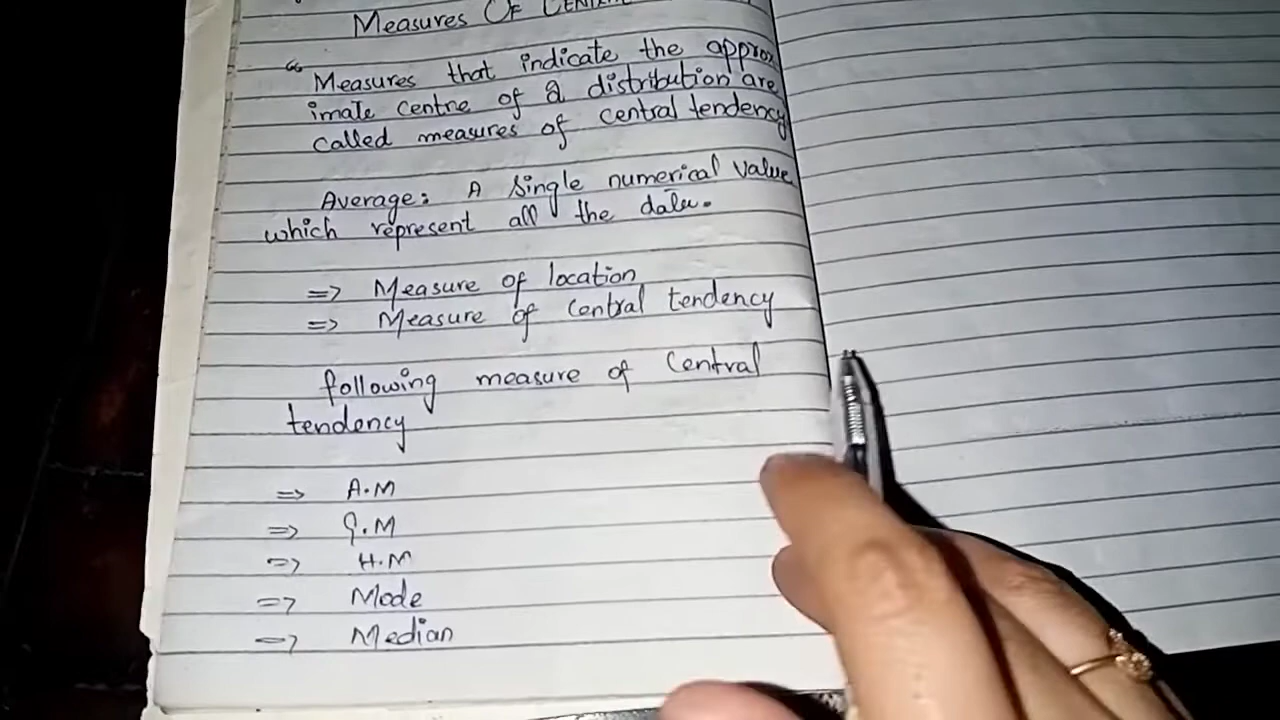 Measures Of
“ Measures that indicate the approx
imate centre of a distribution are
called measures of central tendency
Average: A single numerical value
which represent all the data.
=> Measure of location
=> Measure of central tendency
following measure of Central
tendency
=> A.M
=> G.M
=> H.M
=> Mode
=> Median